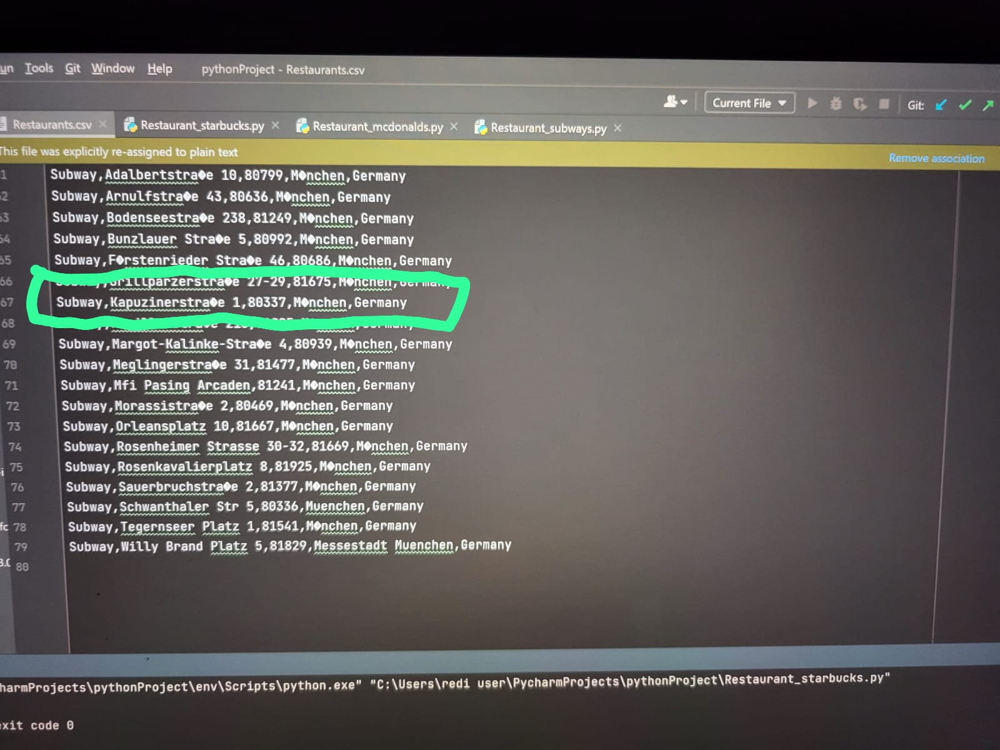 un Tools Git Window Help pythonProject - Restaurants.csv
Current File Git:
Restaurants.csv Restaurant_starbucks.py Restaurant_mcdonalds.py Restaurant_subways.py
This file was explicitly re-assigned to plain text Remove association
1 Subway,Adalbertstra�e 10,80799,M�nchen,Germany
62 Subway,Arnulfstra�e 43,80636,M�nchen,Germany
63 Subway,Bodenseestra�e 238,81249,M�nchen,Germany
64 Subway,Bunzlauer Stra�e 5,80992,M�nchen,Germany
65 Subway,F�rstenrieder Stra�e 46,80686,M�nchen,Germany
66 Subway,Grillparzerstra�e 27-29,81675,M�nchen,Germany
67 Subway,Kapuzinerstra�e 1,80337,M�nchen,Germany
68
69 Subway,Margot-Kalinke-Stra�e 4,80939,M�nchen,Germany
70 Subway,Meglingerstra�e 31,81477,M�nchen,Germany
71 Subway,Mfi Pasing Arcaden,81241,M�nchen,Germany
72 Subway,Morassistra�e 2,80469,M�nchen,Germany
73 Subway,Orleansplatz 10,81667,M�nchen,Germany
74 Subway,Rosenheimer Strasse 30-32,81669,M�nchen,Germany
75 Subway,Rosenkavalierplatz 8,81925,M�nchen,Germany
76 Subway,Sauerbruchstra�e 2,81377,M�nchen,Germany
77 Subway,Schwanthaler Str 5,80336,Muenchen,Germany
78 Subway,Tegernseer Platz 1,81541,M�nchen,Germany
79 Subway,Willy Brand Platz 5,81829,Messestadt Muenchen,Germany
80
harmProjects\pythonProject\env\Scripts\python.exe" "C:\Users\redi user\PycharmProjects\pythonProject\Restaurant_starbucks.py"
exit code 0